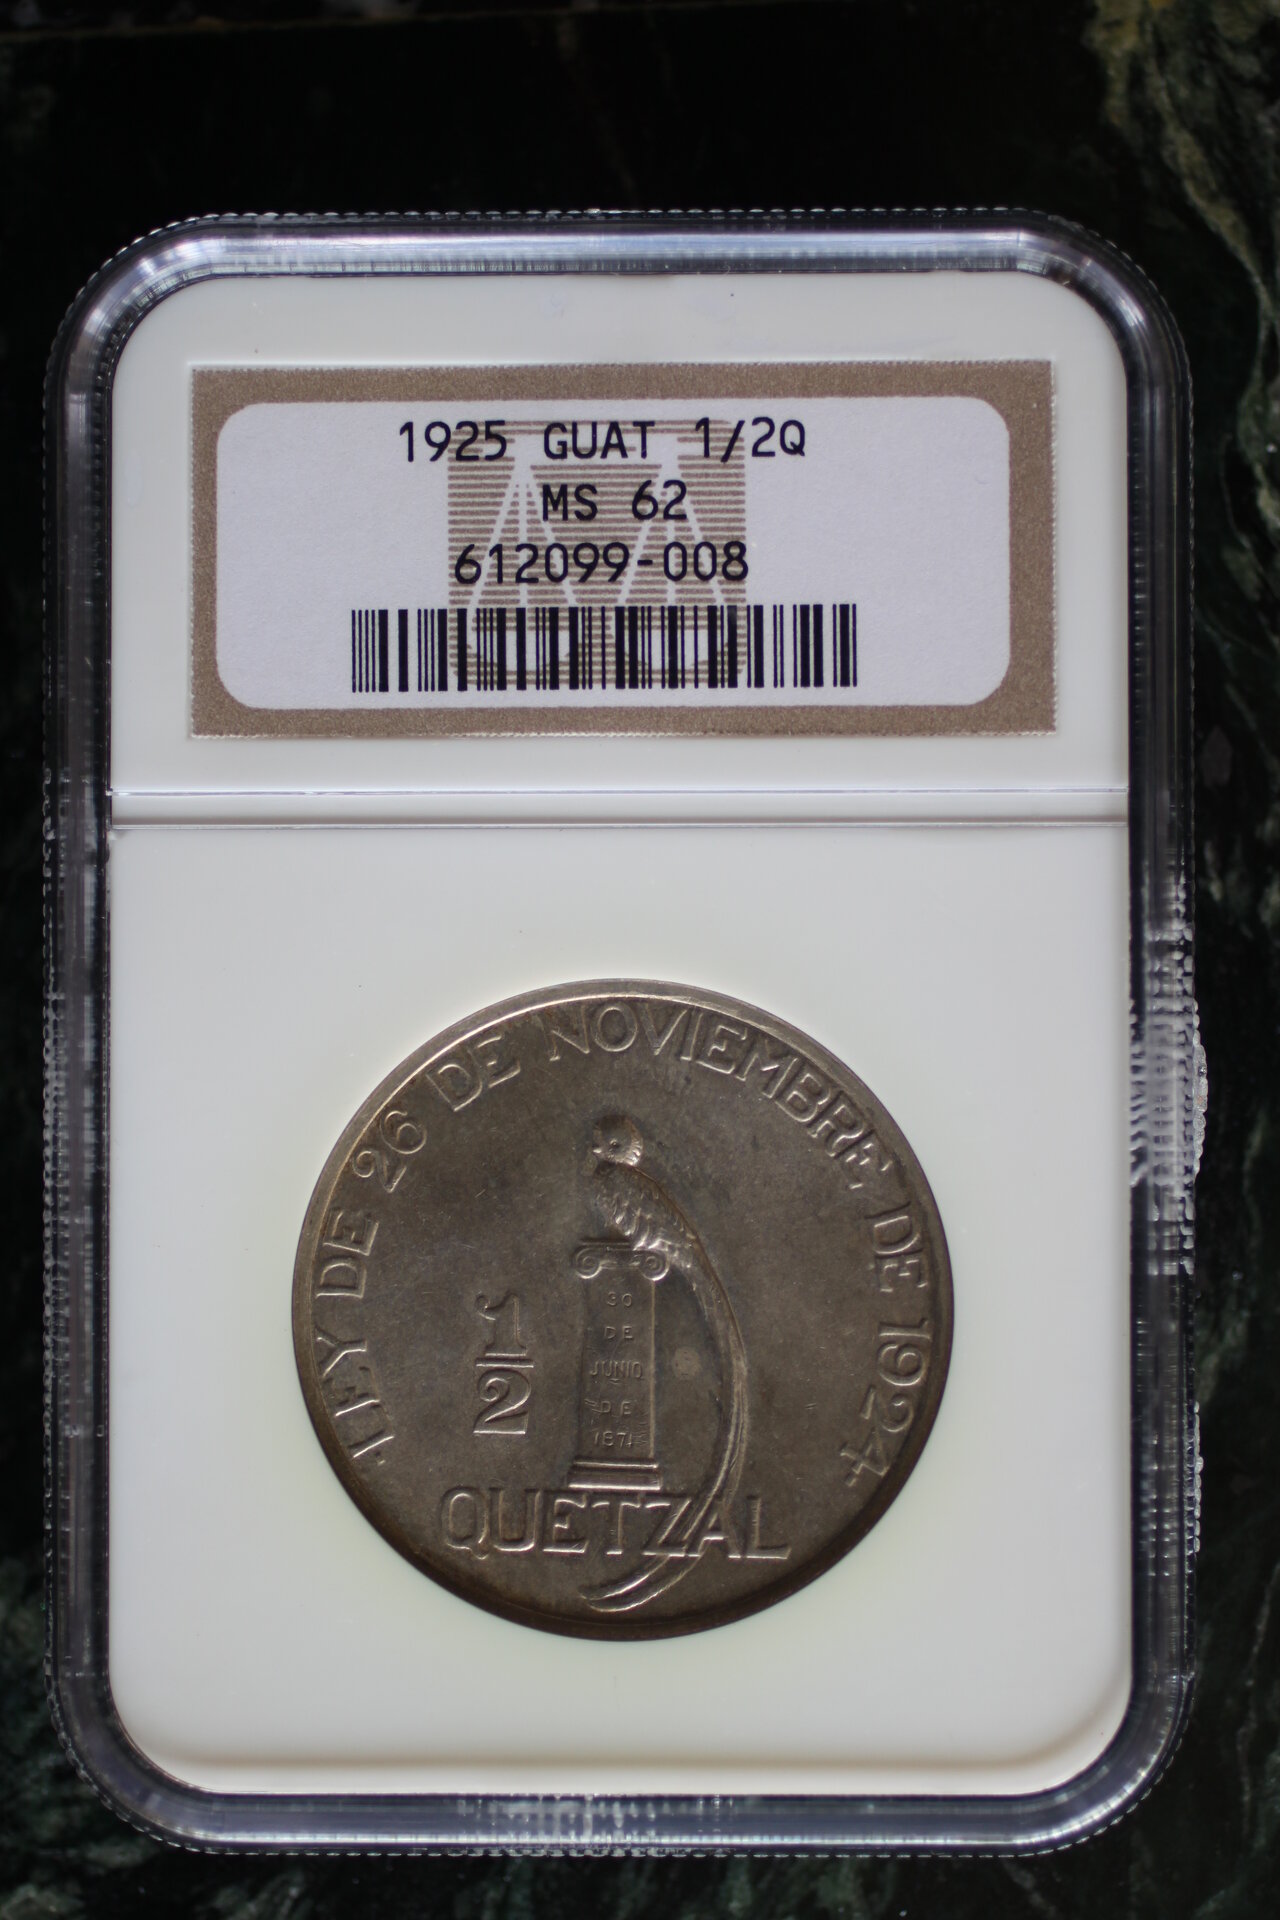 1925 GUAT 1/2Q
MS 62
612099-008
LEY DE 26 DE NOVIEMBRE DE 1924
1/2
30
DE
JUNIO
DE
1871
QUETZAL